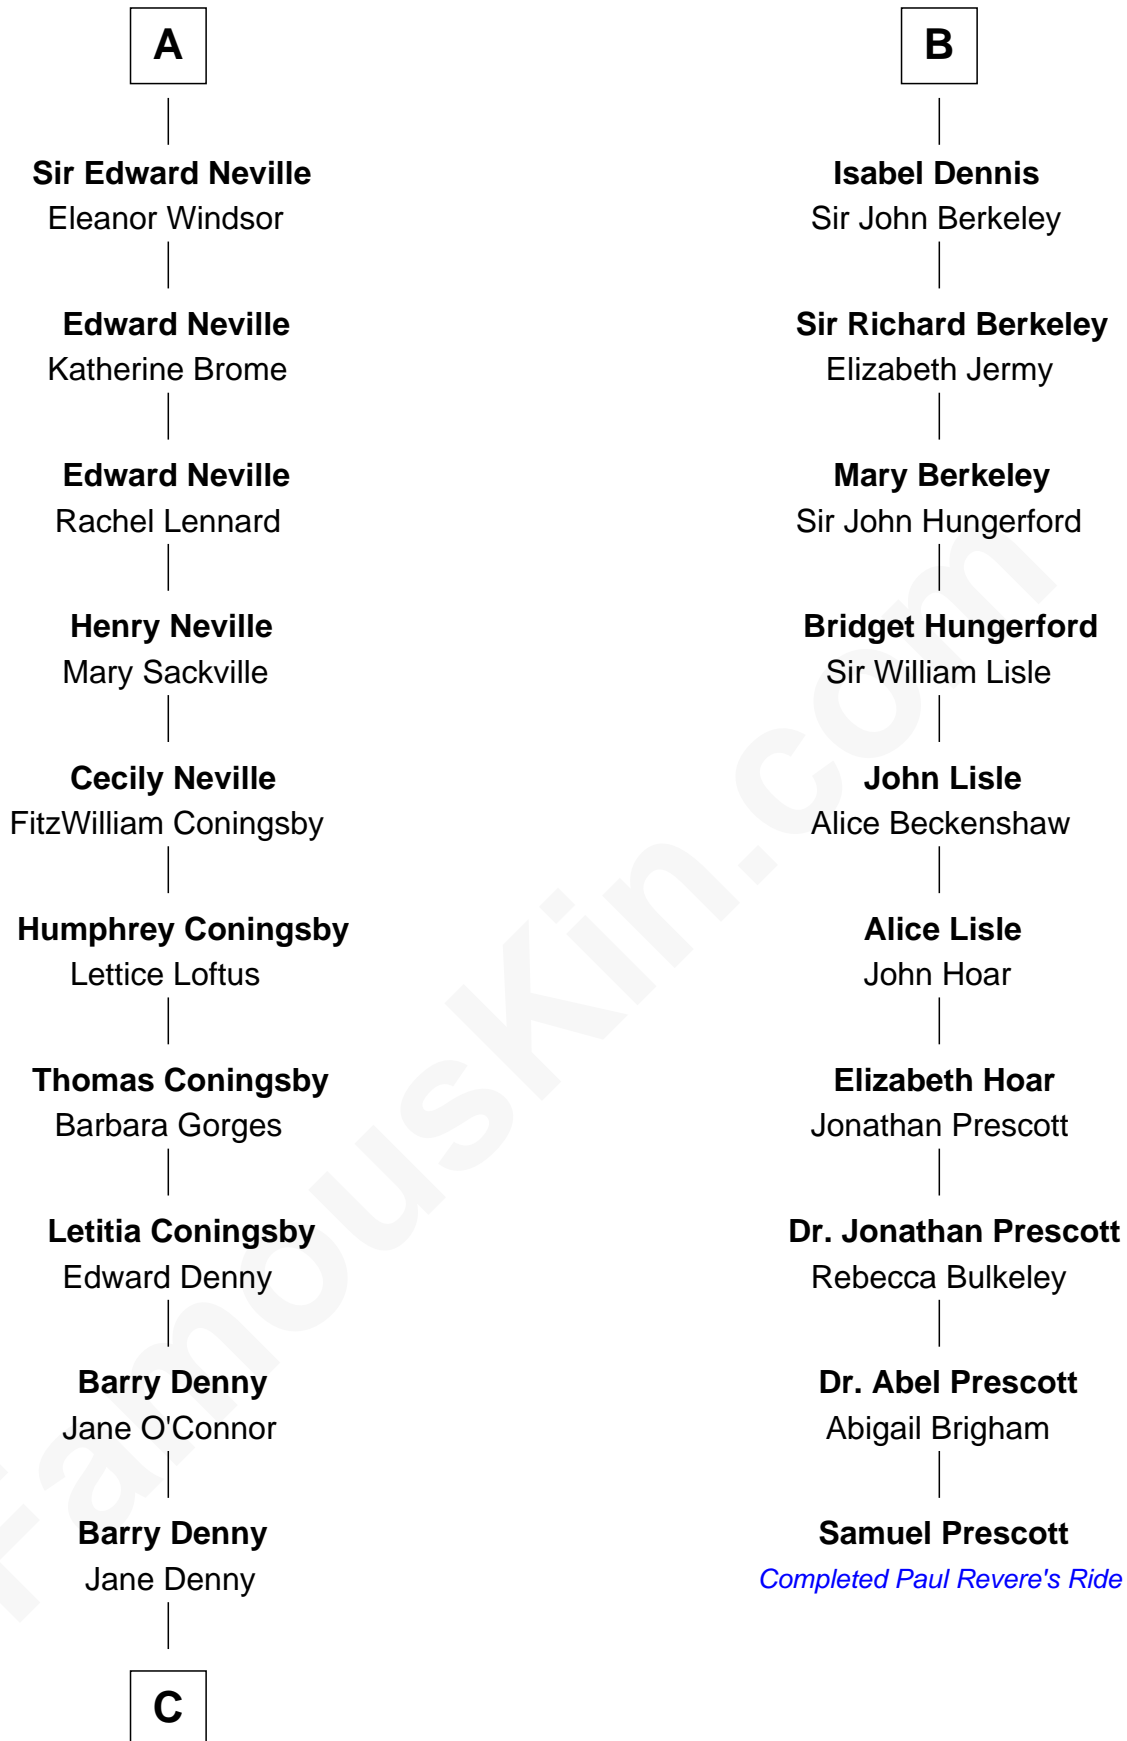 A
Sir Edward Neville
Eleanor Windsor
Edward Neville
Katherine Brome
Edward Neville
Rachel Lennard
Henry Neville
Mary Sackville
Cecily Neville
FitzWilliam Coningsby
Humphrey Coningsby
Lettice Loftus
Thomas Coningsby
Barbara Gorges
Letitia Coningsby
Edward Denny
Barry Denny
Jane O'Connor
Barry Denny
Jane Denny
C
B
Isabel Dennis
Sir John Berkeley
Sir Richard Berkeley
Elizabeth Jermy
Mary Berkeley
Sir John Hungerford
Bridget Hungerford
Sir William Lisle
John Lisle
Alice Beckenshaw
Alice Lisle
John Hoar
Elizabeth Hoar
Jonathan Prescott
Dr. Jonathan Prescott
Rebecca Bulkeley
Dr. Abel Prescott
Abigail Brigham
Samuel Prescott
Completed Paul Revere's Ride
FamousKin.com